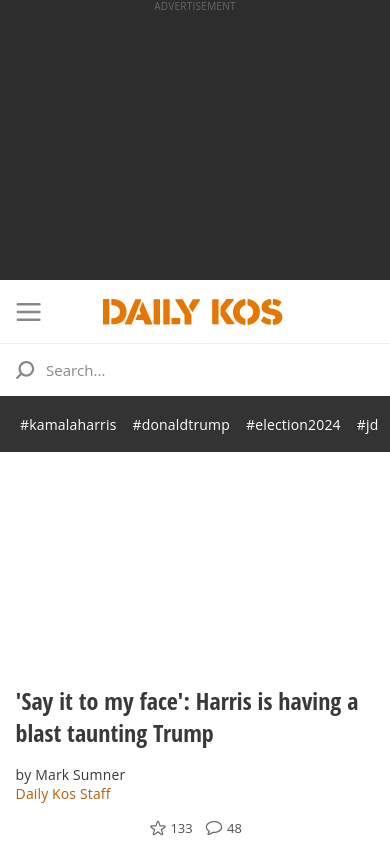 ADVERTISEMENT
DAILY KOS
Search...
#kamalaharris #donaldtrump #election2024 #jd
'Say it to my face': Harris is having a
blast taunting Trump
by Mark Sumner
Daily Kos Staff
133 48